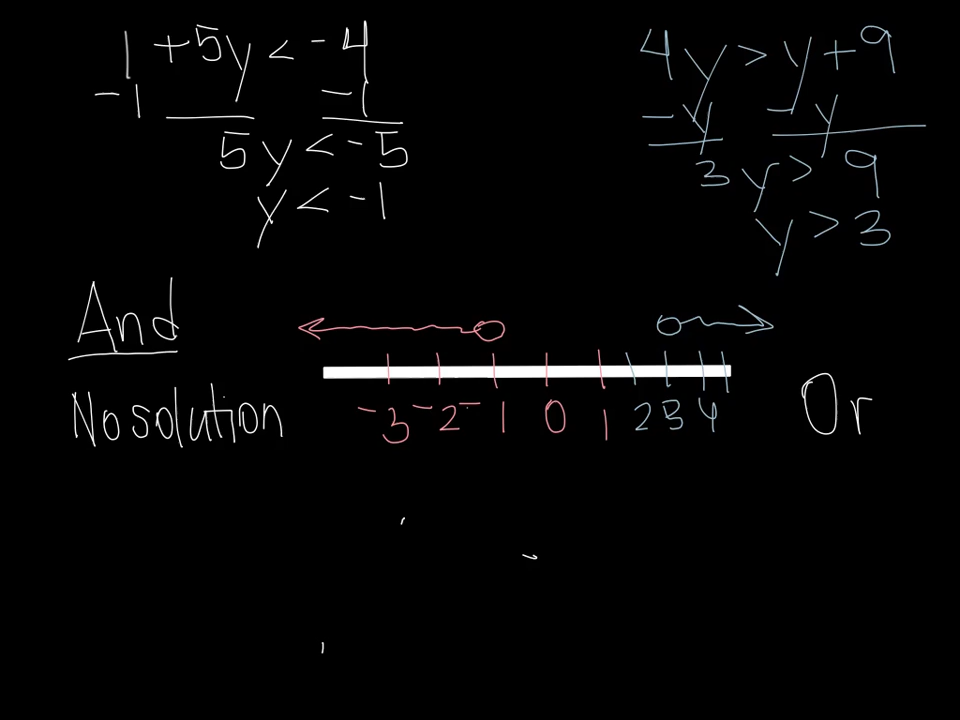 1 +5y < -4
-1 -1
5y < -5
y < -1
4y > y+9
-y -y
3y > 9
y > 3
And
No solution
-3 -2 -1 0 1 2 3 4
Or